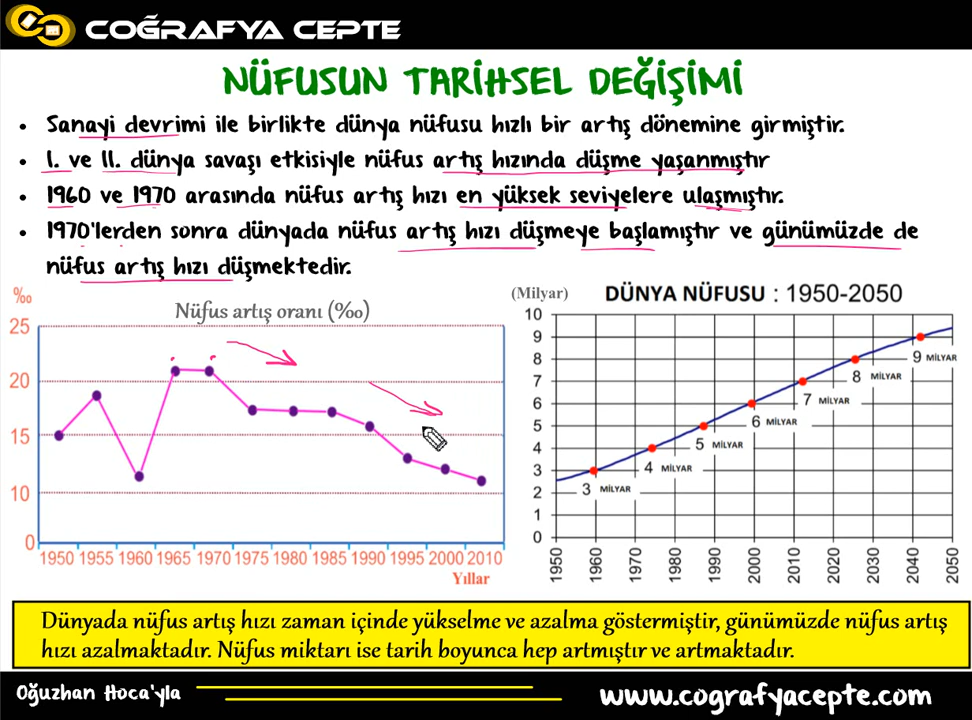 COĞRAFYA CEPTE
NÜFUSUN TARİHSEL DEĞİŞİMİ
• Sanayi devrimi ile birlikte dünya nüfusu hızlı bir artış dönemine girmiştir.
• I. ve II. dünya savaşı etkisiyle nüfus artış hızında düşme yaşanmıştır
• 1960 ve 1970 arasında nüfus artış hızı en yüksek seviyelere ulaşmıştır.
• 1970'lerden sonra dünyada nüfus artış hızı düşmeye başlamıştır ve günümüzde de
nüfus artış hızı düşmektedir.
‰
Nüfus artış oranı (‰)
25
20
15
10
0
1950 1955 1960 1965 1970 1975 1980 1985 1990 1995 2000 2010
Yıllar
(Milyar) DÜNYA NÜFUSU : 1950-2050
10
9
8
7
6
5
4
3
2
1
0
3 MİLYAR
4 MİLYAR
5 MİLYAR
6 MİLYAR
7 MİLYAR
8 MİLYAR
9 MİLYAR
1950 1960 1970 1980 1990 2000 2010 2020 2030 2040 2050
Dünyada nüfus artış hızı zaman içinde yükselme ve azalma göstermiştir, günümüzde nüfus artış
hızı azalmaktadır. Nüfus miktarı ise tarih boyunca hep artmıştır ve artmaktadır.
Oğuzhan Hoca'yla
www.cografyacepte.com